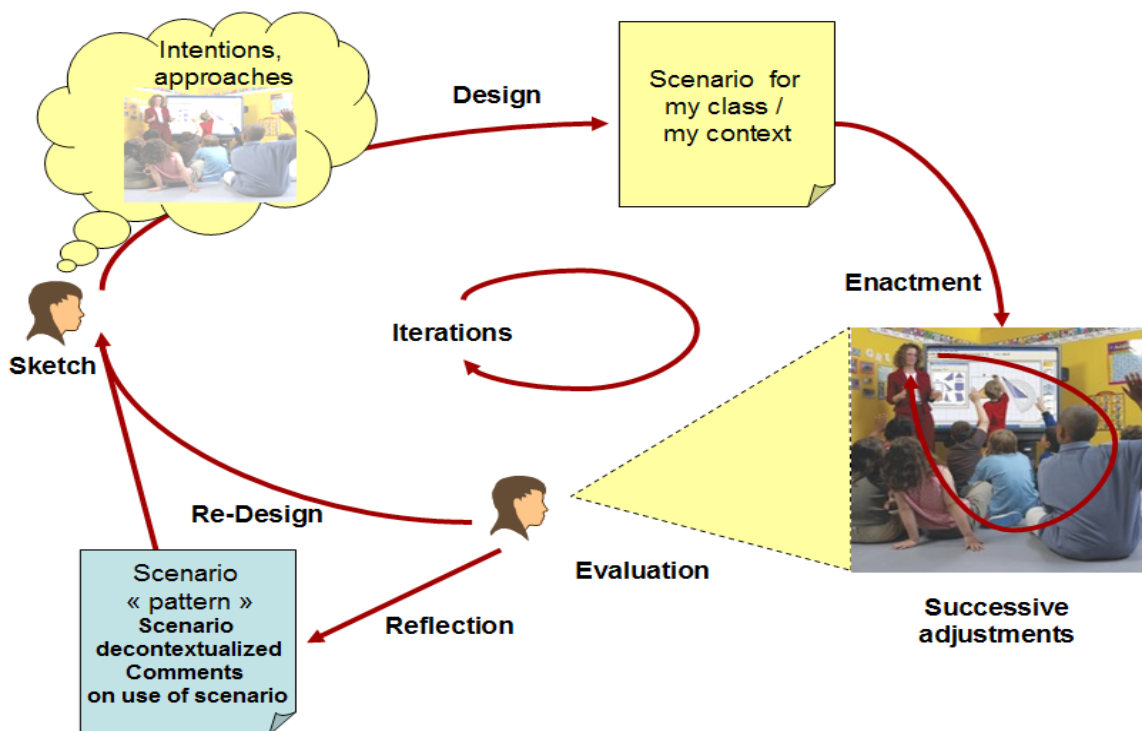 Intentions,
approaches
Design
Scenario for
my class /
my context
Enactment
Iterations
Sketch
Re-Design
Evaluation
Successive
adjustments
Reflection
Scenario
« pattern »
Scenario
decontextualized
Comments
on use of scenario